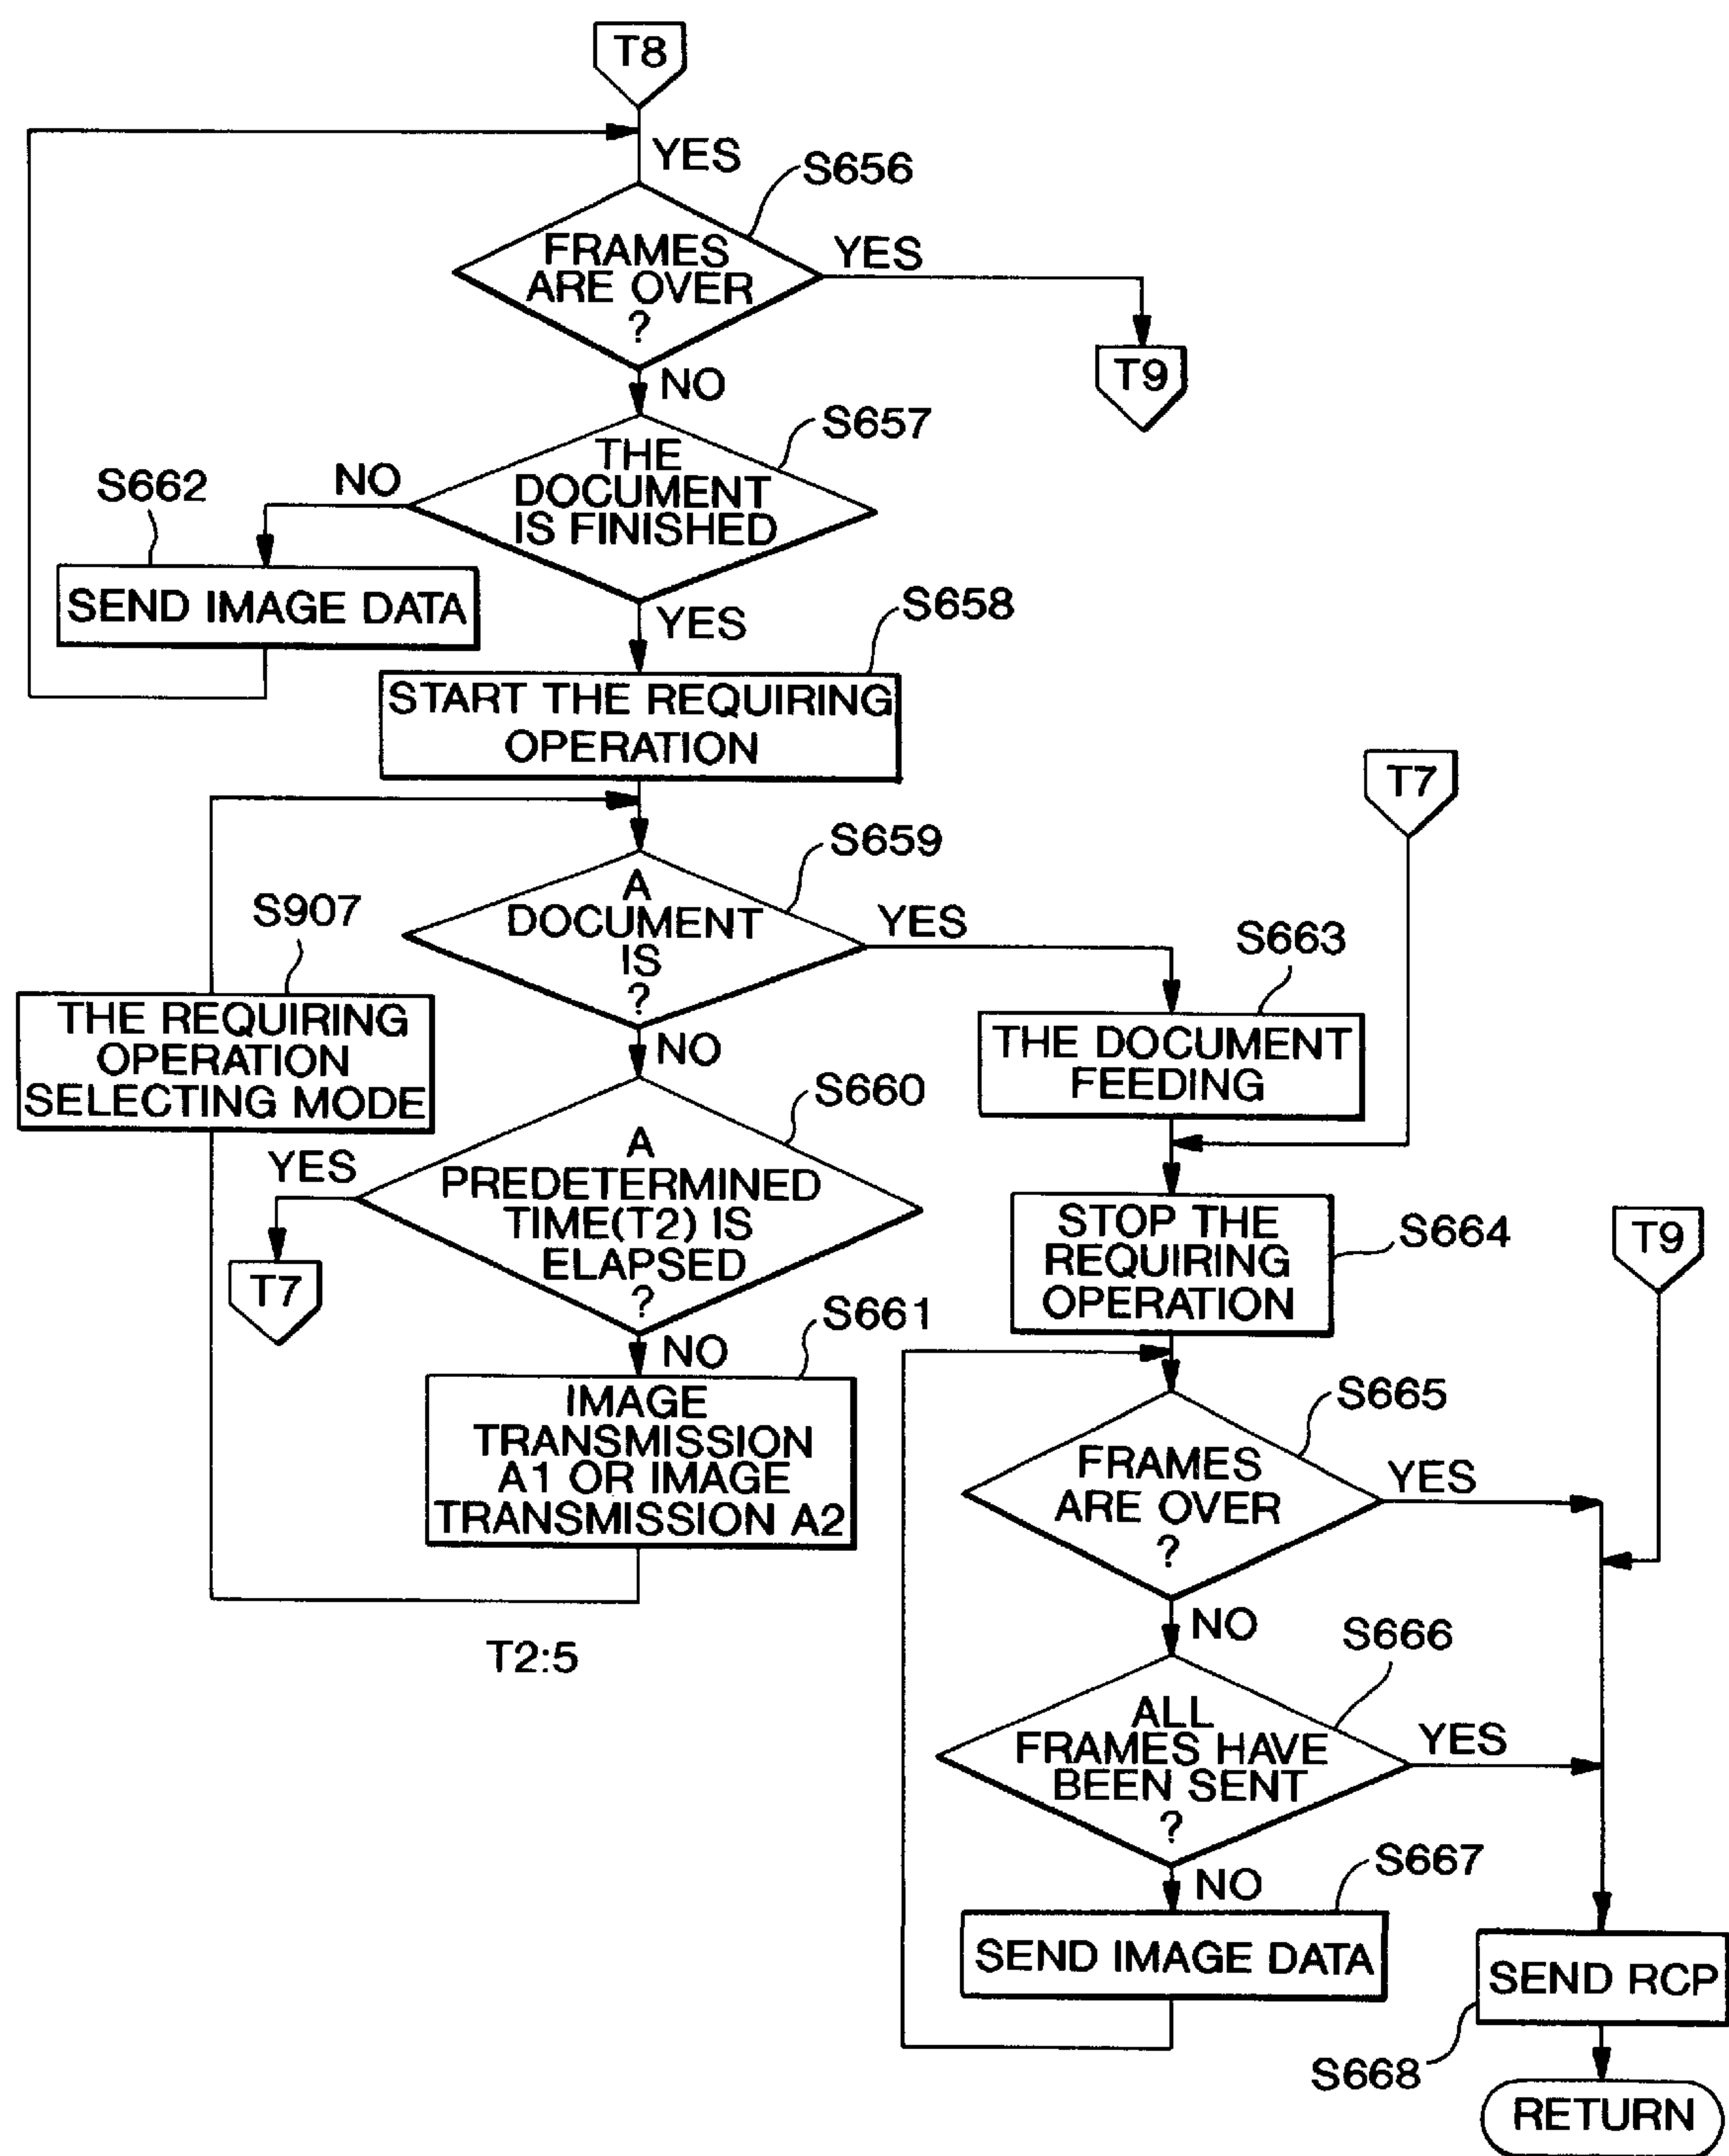 T8
YES
S656
FRAMES
ARE OVER
?
YES
T9
NO
S657
THE
DOCUMENT
IS FINISHED
NO
S662
SEND IMAGE DATA
YES
S658
START THE REQUIRING
OPERATION
T7
S659
A
DOCUMENT
IS
?
YES
S907
THE REQUIRING
OPERATION
SELECTING MODE
S663
THE DOCUMENT
FEEDING
NO
S660
A
PREDETERMINED
TIME(T2) IS
ELAPSED
?
YES
T7
STOP THE
REQUIRING
OPERATION
S664
T9
NO
S661
IMAGE
TRANSMISSION
A1 OR IMAGE
TRANSMISSION A2
T2:5
S665
FRAMES
ARE OVER
?
YES
NO
S666
ALL
FRAMES HAVE
BEEN SENT
?
YES
NO
S667
SEND IMAGE DATA
SEND RCP
S668
RETURN